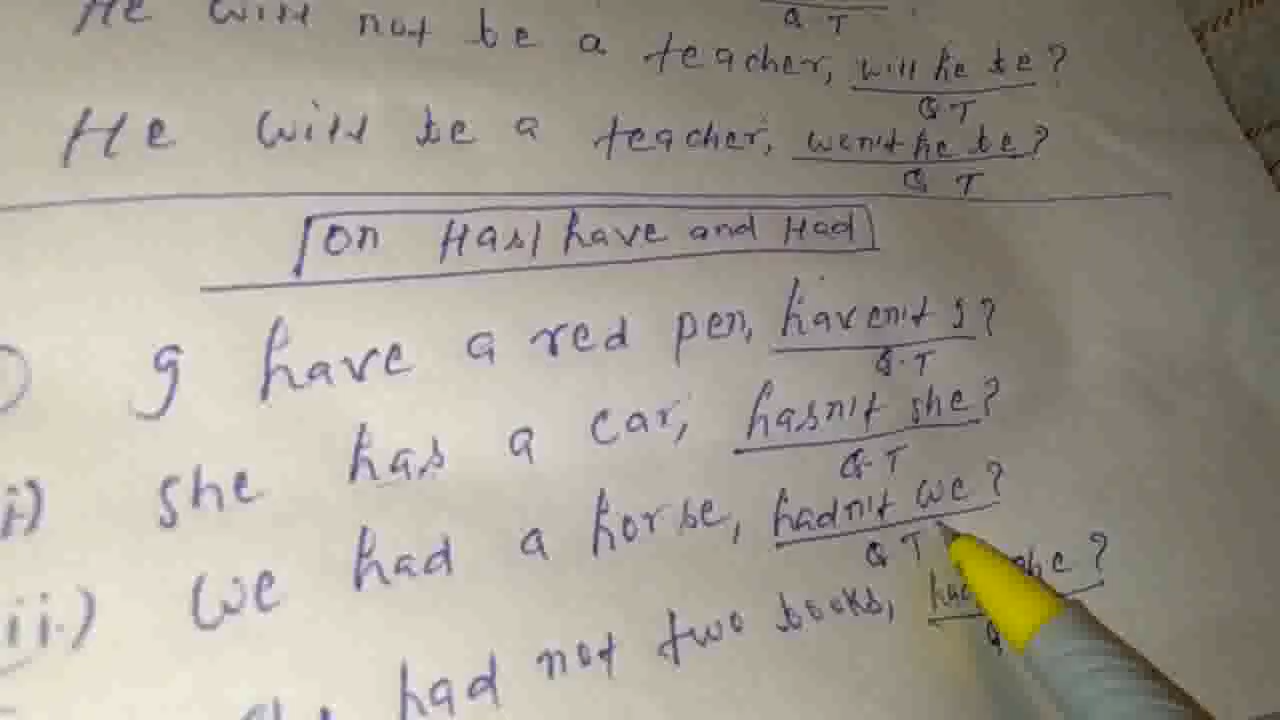 He will not be a teacher, will he be?
Q T
Q T
He will be a teacher, won't he be?
Q T
On Has/have and Had
I have a red pen, haven't I?
Q.T
i) She has a car, hasn't she?
Q.T
ii.) We had a horse, hadn't we?
Q T
had not two books, she?
Q